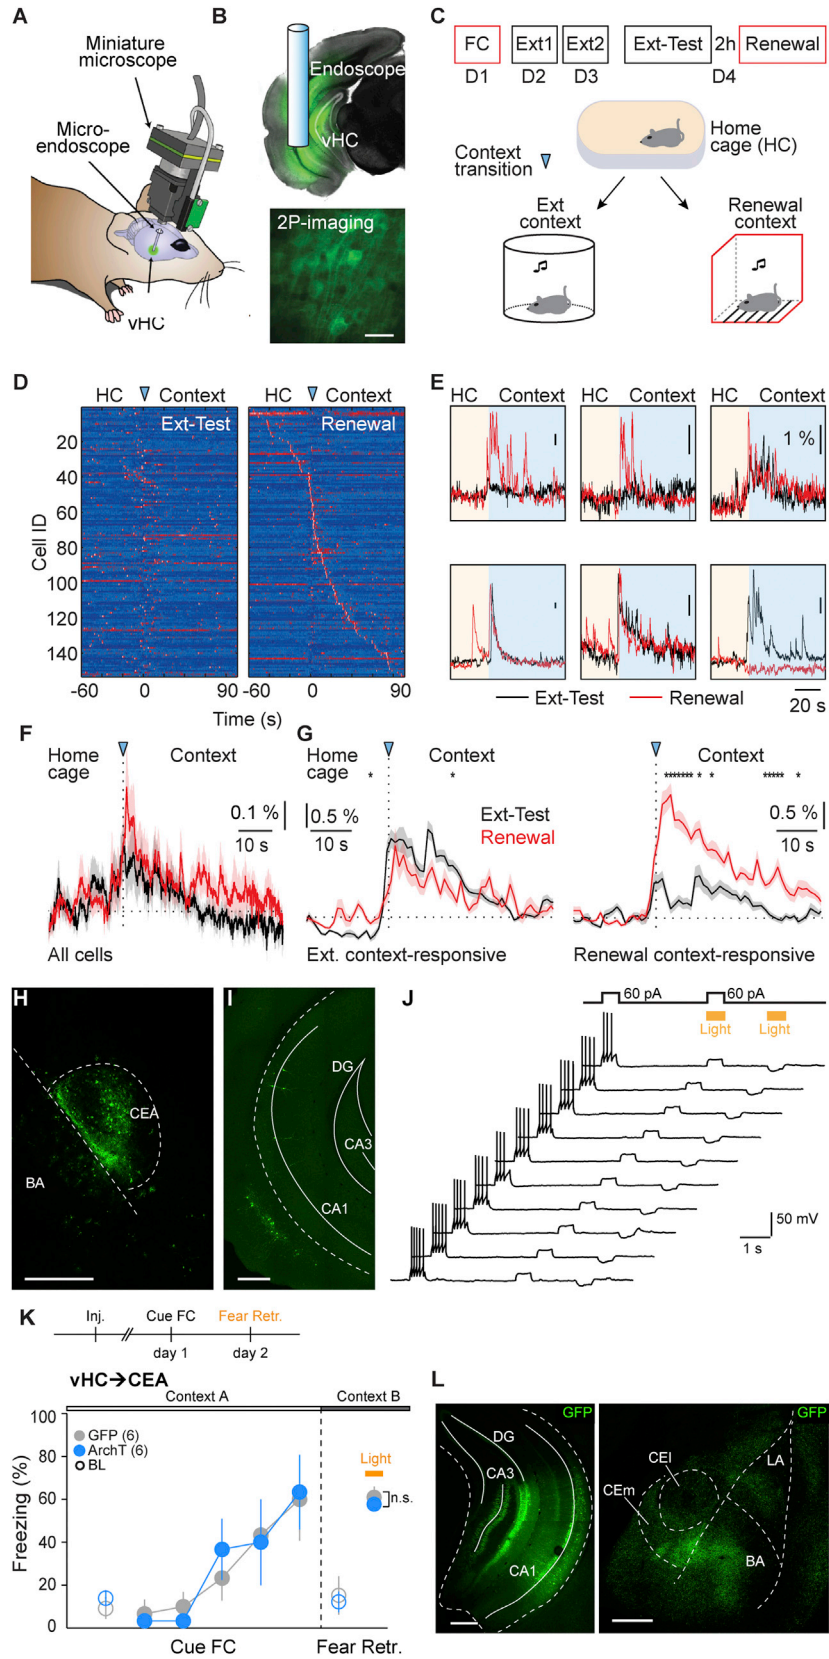 A
Miniature
microscope
Micro-
endoscope
vHC
B
Endoscope
vHC
2P-imaging
C
FC
Ext1
Ext2
Ext-Test
2h
Renewal
D1
D2
D3
D4
Home
cage (HC)
Context
transition
Ext
context
Renewal
context
D
HC
Context
HC
Context
Ext-Test
Renewal
Cell ID
20
40
60
80
100
120
140
-60
0
90
-60
0
90
Time (s)
E
HC Context
HC Context
HC Context
1 %
Ext-Test
Renewal
20 s
F
Home
cage
Context
0.1 %
10 s
All cells
G
Home
cage
Context
*
*
0.5 %
10 s
Ext-Test
Renewal
Ext. context-responsive
Context
******* * * ***** *
0.5 %
10 s
Renewal context-responsive
H
CEA
BA
I
DG
CA3
CA1
J
60 pA
60 pA
Light
Light
50 mV
1 s
K
Inj.
Cue FC
Fear Retr.
day 1
day 2
vHC→CEA
Context A
Context B
GFP (6)
ArchT (6)
BL
Light
n.s.
Freezing (%)
100
80
60
40
20
0
Cue FC
Fear Retr.
L
GFP
DG
CA3
CA1
GFP
LA
CEl
CEm
BA